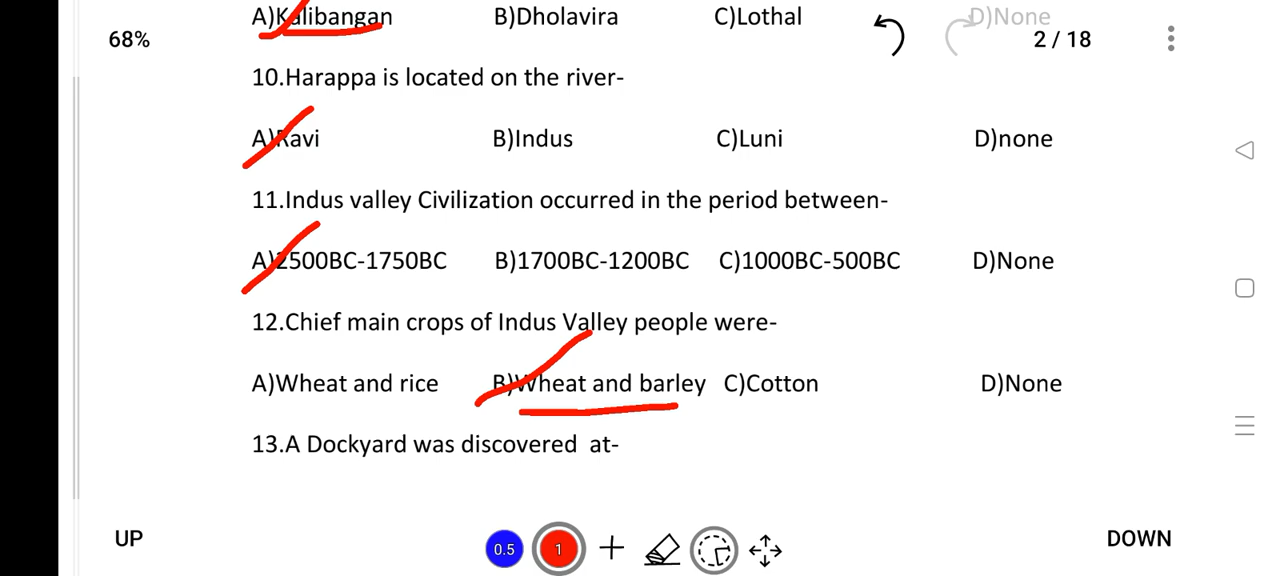 A)Kalibangan B)Dholavira C)Lothal D)None
68% 2 / 18
10.Harappa is located on the river-
A)Ravi B)Indus C)Luni D)none
11.Indus valley Civilization occurred in the period between-
A)2500BC-1750BC B)1700BC-1200BC C)1000BC-500BC D)None
12.Chief main crops of Indus Valley people were-
A)Wheat and rice B)Wheat and barley C)Cotton D)None
13.A Dockyard was discovered at-
UP DOWN
0.5 1